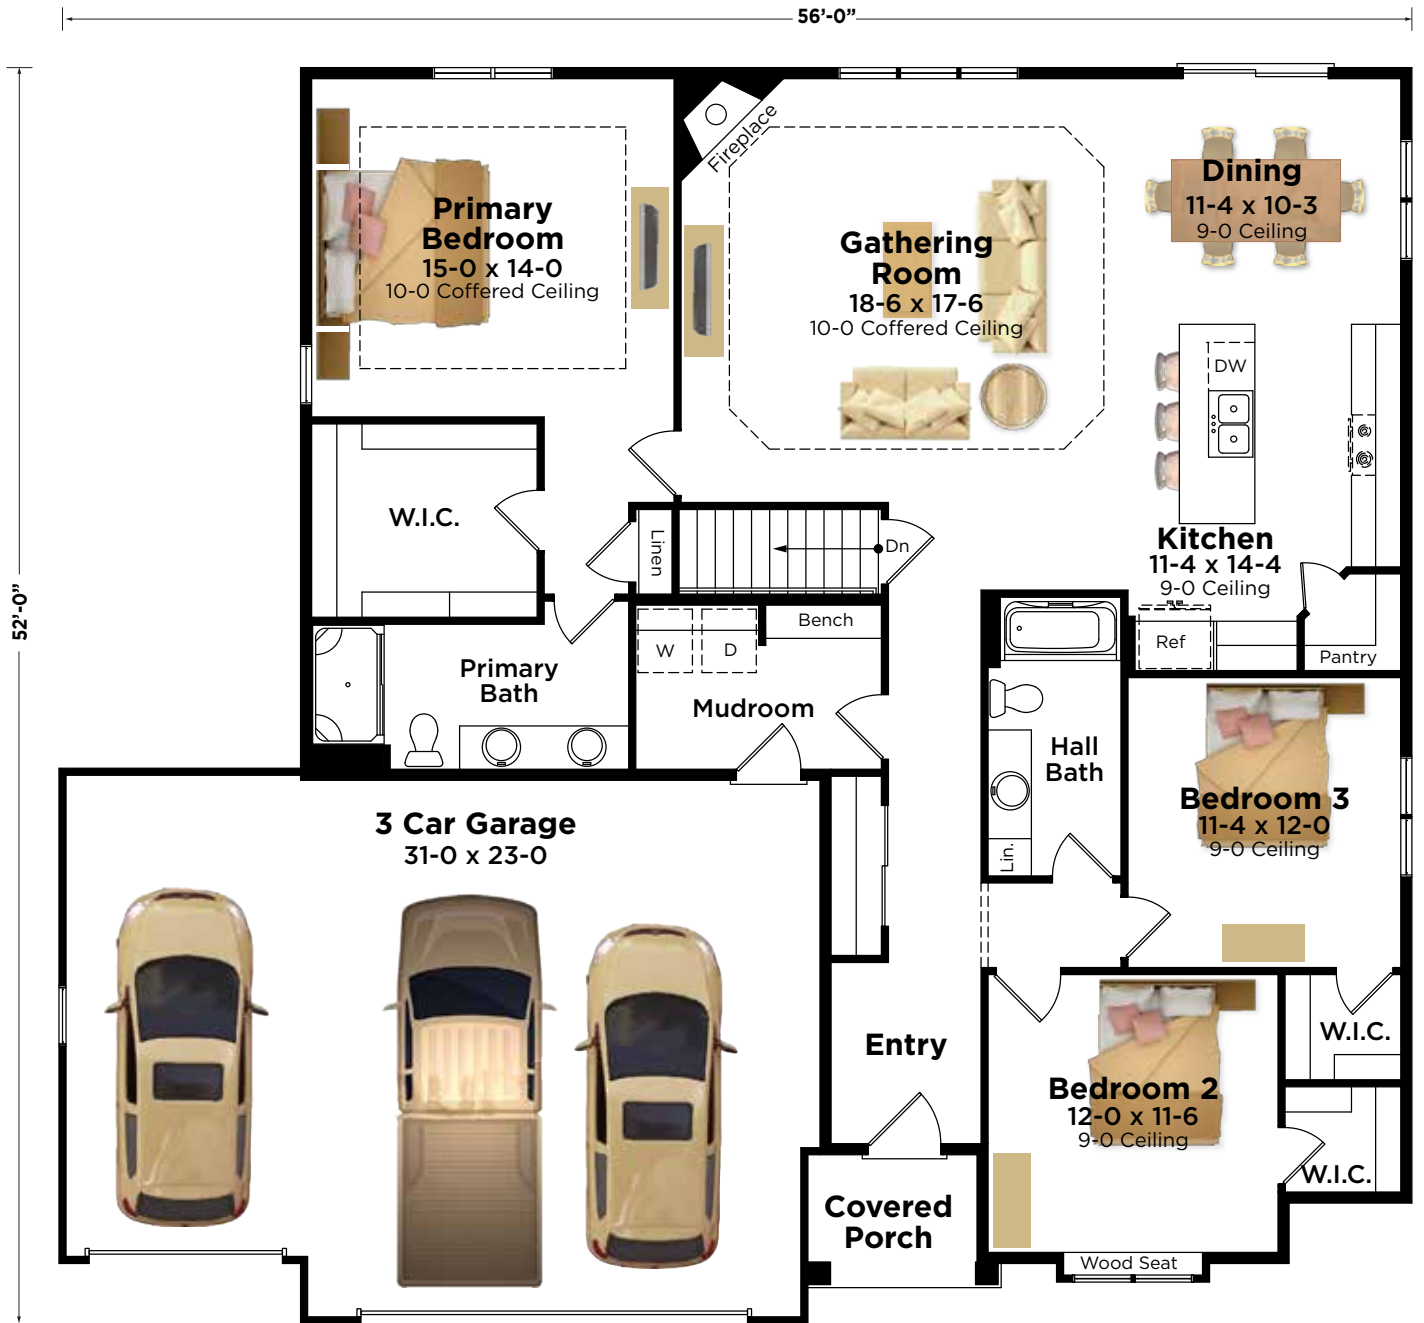 56'-0"
52'-0"
Primary
Bedroom
15-0 x 14-0
10-0 Coffered Ceiling
Fireplace
Gathering
Room
18-6 x 17-6
10-0 Coffered Ceiling
Dining
11-4 x 10-3
9-0 Ceiling
DW
Kitchen
11-4 x 14-4
9-0 Ceiling
W.I.C.
Linen
Dn
Ref
Pantry
Bench
W
D
Mudroom
Primary
Bath
Hall
Bath
Lin.
Bedroom 3
11-4 x 12-0
9-0 Ceiling
3 Car Garage
31-0 x 23-0
Entry
W.I.C.
Bedroom 2
12-0 x 11-6
9-0 Ceiling
W.I.C.
Covered
Porch
Wood Seat